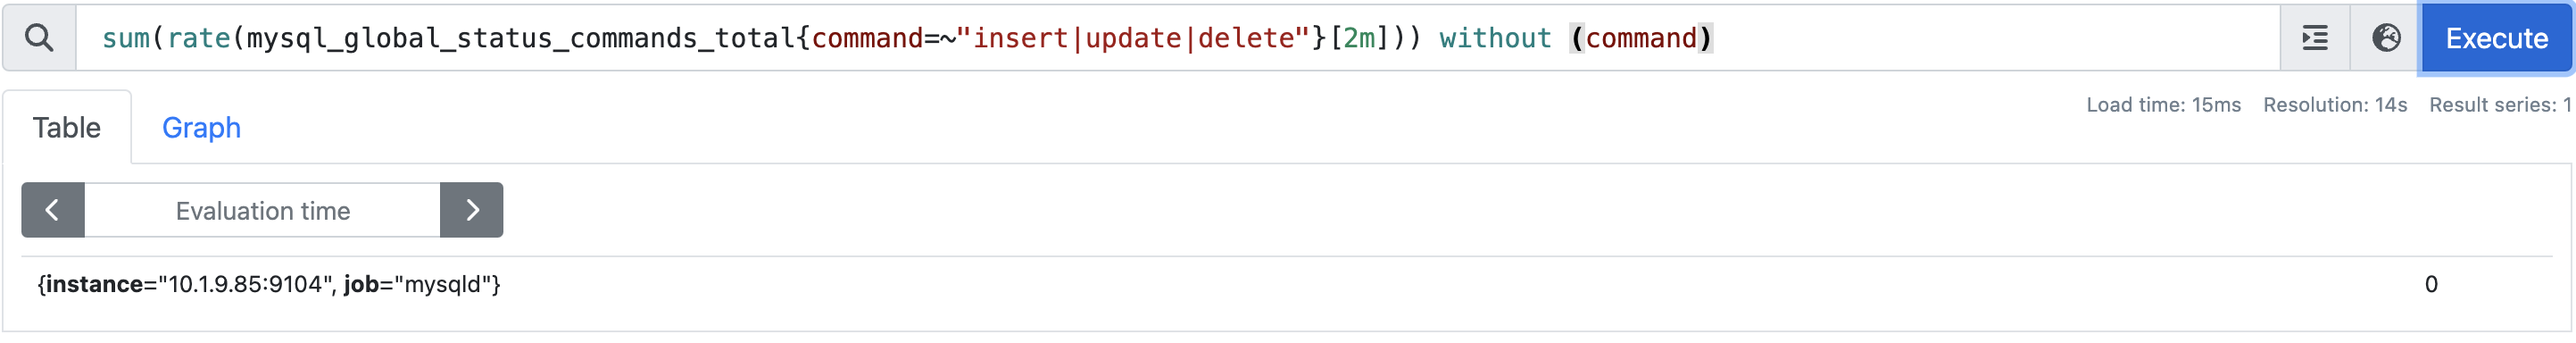 sum(rate(mysql_global_status_commands_total{command=~"insert|update|delete"}[2m])) without (command)
Execute
Table
Graph
Load time: 15ms Resolution: 14s Result series: 1
Evaluation time
{instance="10.1.9.85:9104", job="mysqld"} 0